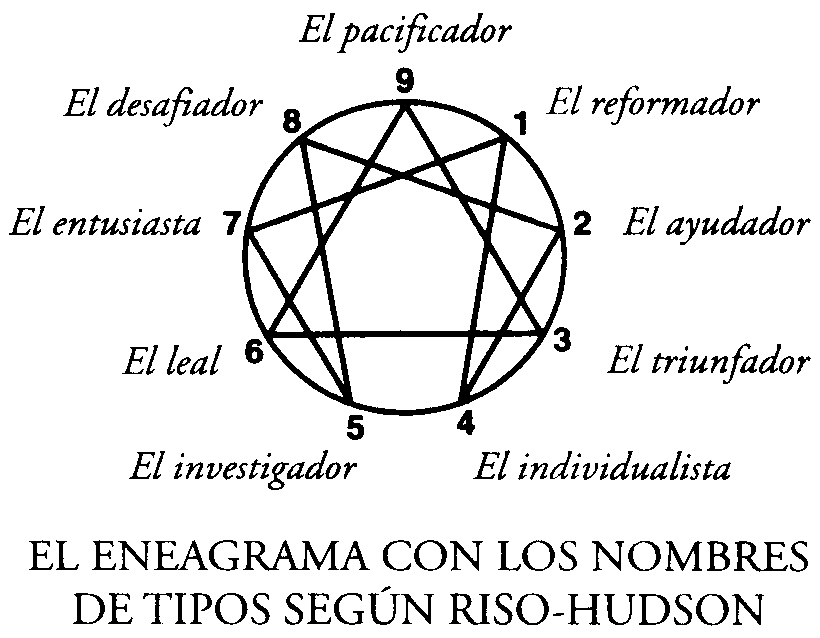 El pacificador
9
El desafiador 8
1 El reformador
El entusiasta 7
2 El ayudador
El leal 6
3 El triunfador
5
4
El investigador
El individualista
EL ENEAGRAMA CON LOS NOMBRES
DE TIPOS SEGÚN RISO-HUDSON